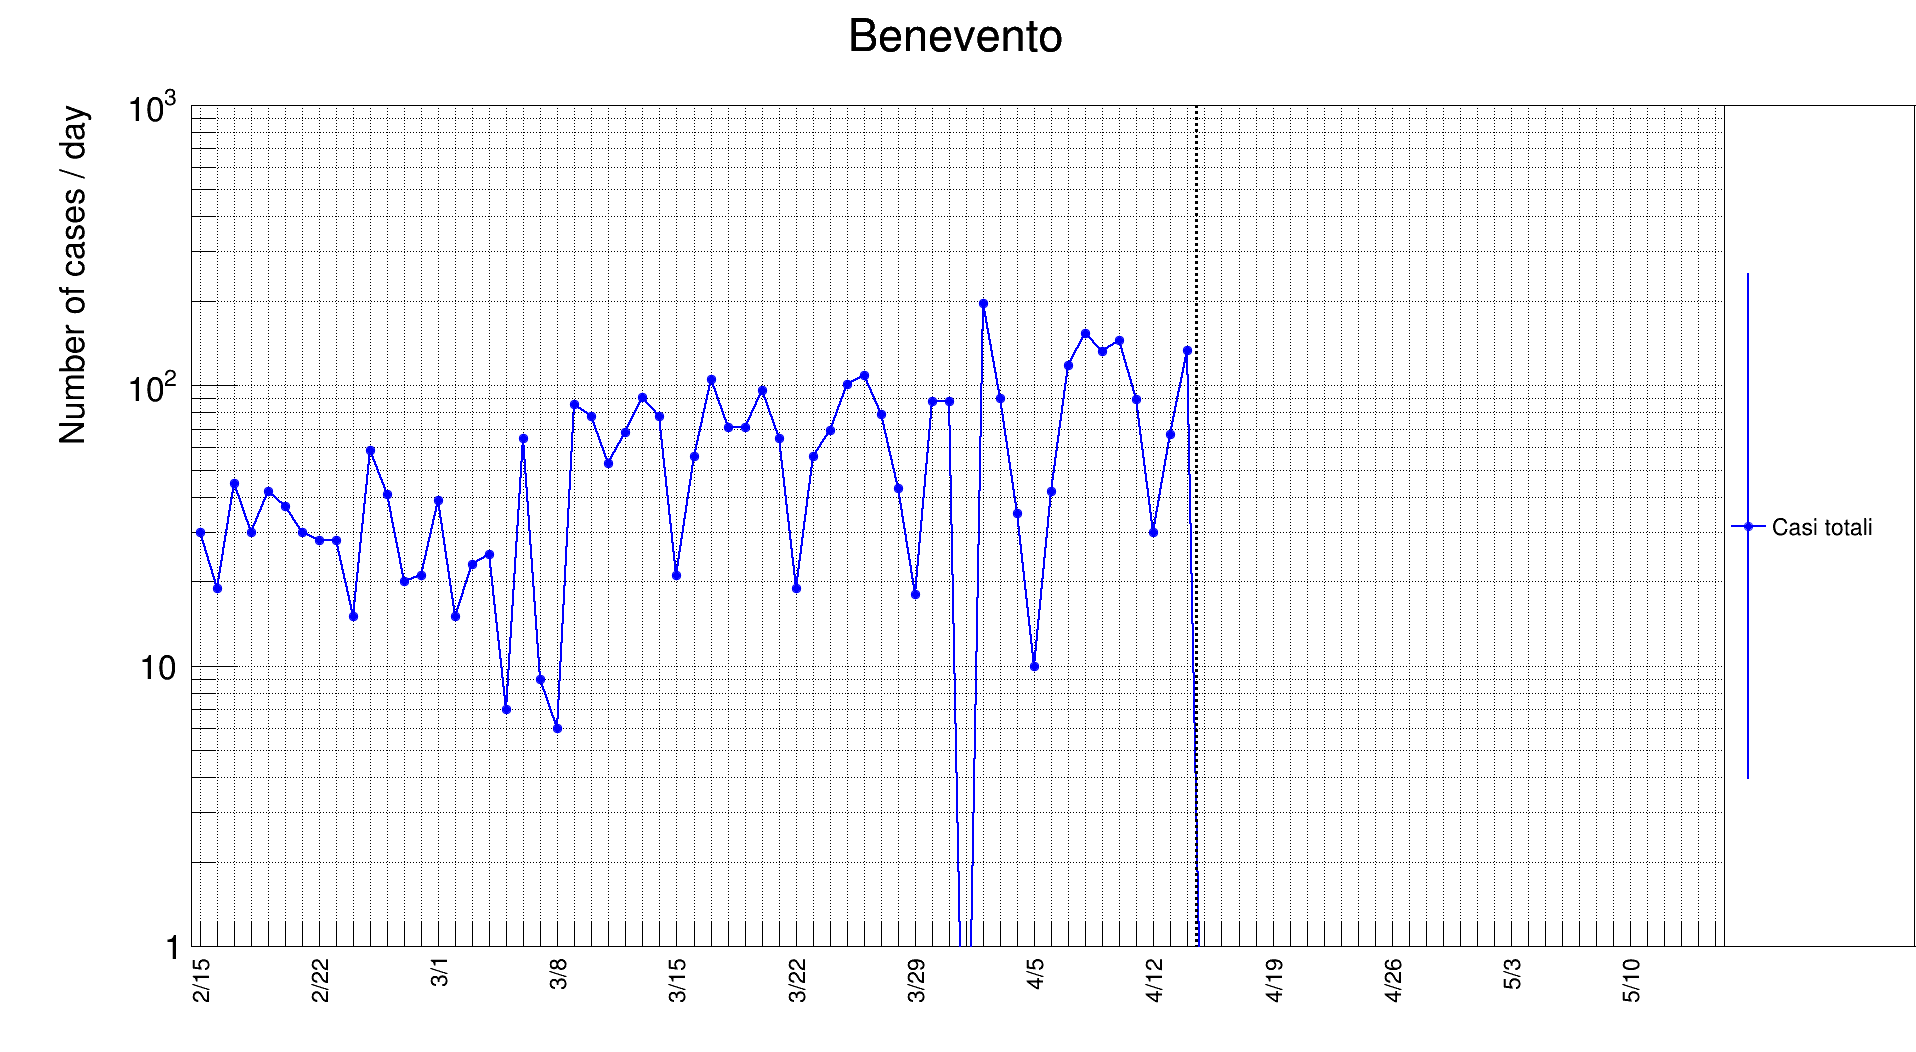 Benevento
Number of cases / day
10³
10²
10
1
2/15 2/22 3/1 3/8 3/15 3/22 3/29 4/5 4/12 4/19 4/26 5/3 5/10
Casi totali